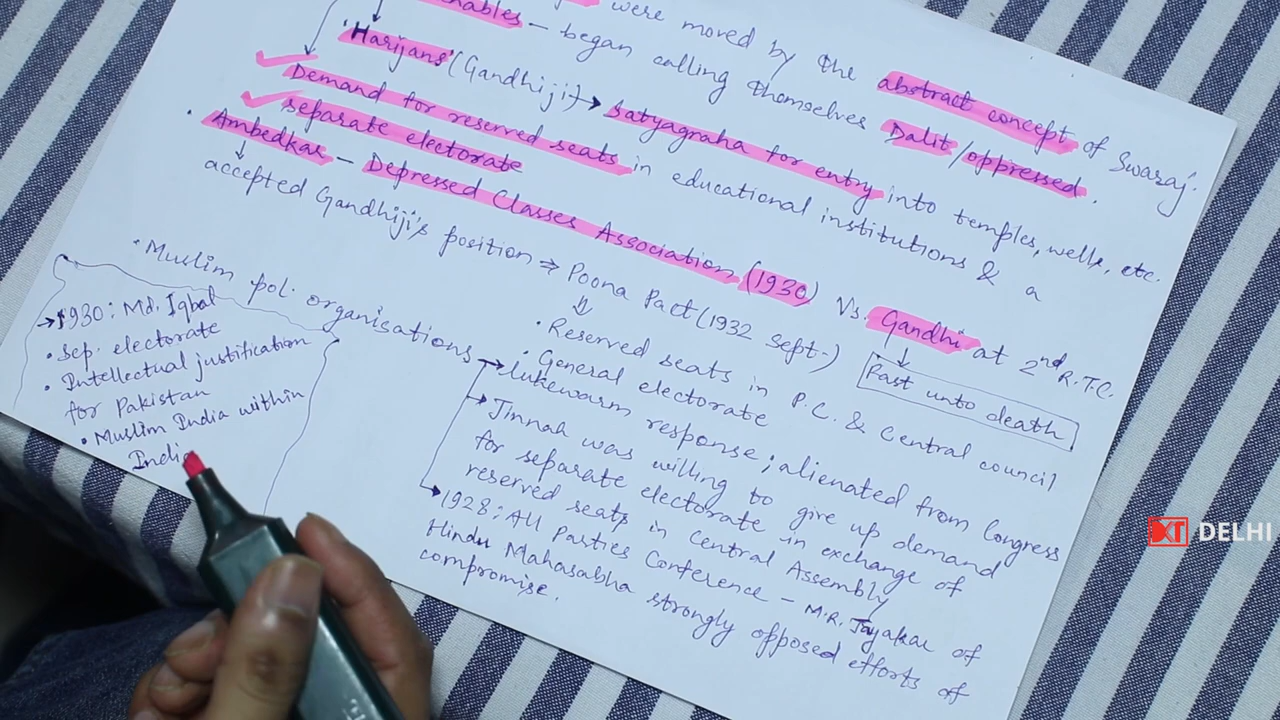 were moved by the abstract concept of Swaraj.
– began calling themselves Dalit/oppressed.
'Harijans' (Gandhiji) → Satyagraha for entry into temples, wells, etc.
Demand for reserved seats in educational institutions & a
separate electorate
• Ambedkar – Depressed Classes Association (1930) Vs. Gandhi at 2nd R.T.C.
Fast unto death
accepted Gandhiji's position ⇒ Poona Pact (1932 Sept.)
• Reserved seats in P.C. & Central council
• General electorate
• Muslim pol. organisations → lukewarm response; alienated from Congress
→ Jinnah was willing to give up demand
for separate electorate in exchange of
reserved seats in Central Assembly
→ 1928: All Parties Conference – M.R. Jayakar of
Hindu Mahasabha strongly opposed efforts of
compromise.
→ 1930: Md. Iqbal
• Sep. electorate
• Intellectual justification
for Pakistan
• Muslim India within
India
XT DELHI